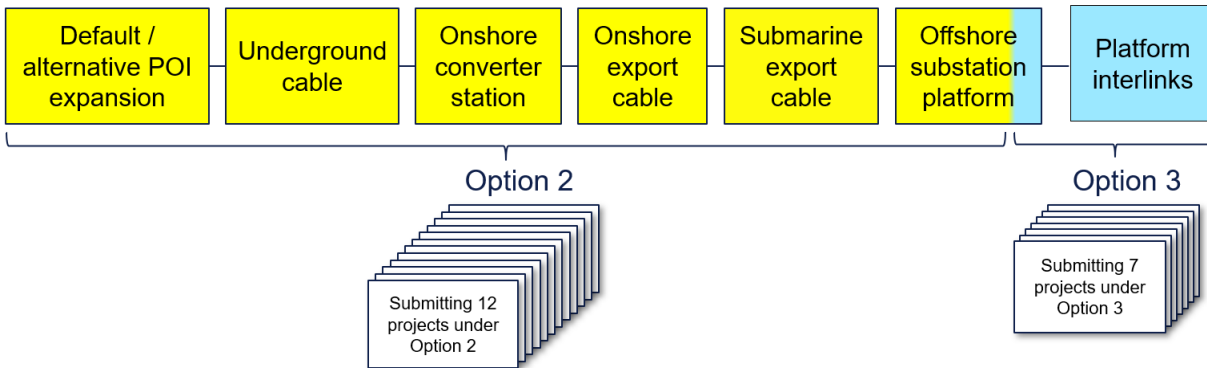 Default /
alternative POI
expansion
Underground
cable
Onshore
converter
station
Onshore
export
cable
Submarine
export
cable
Offshore
substation
platform
Platform
interlinks
Option 2
Option 3
Submitting 12
projects under
Option 2
Submitting 7
projects under
Option 3